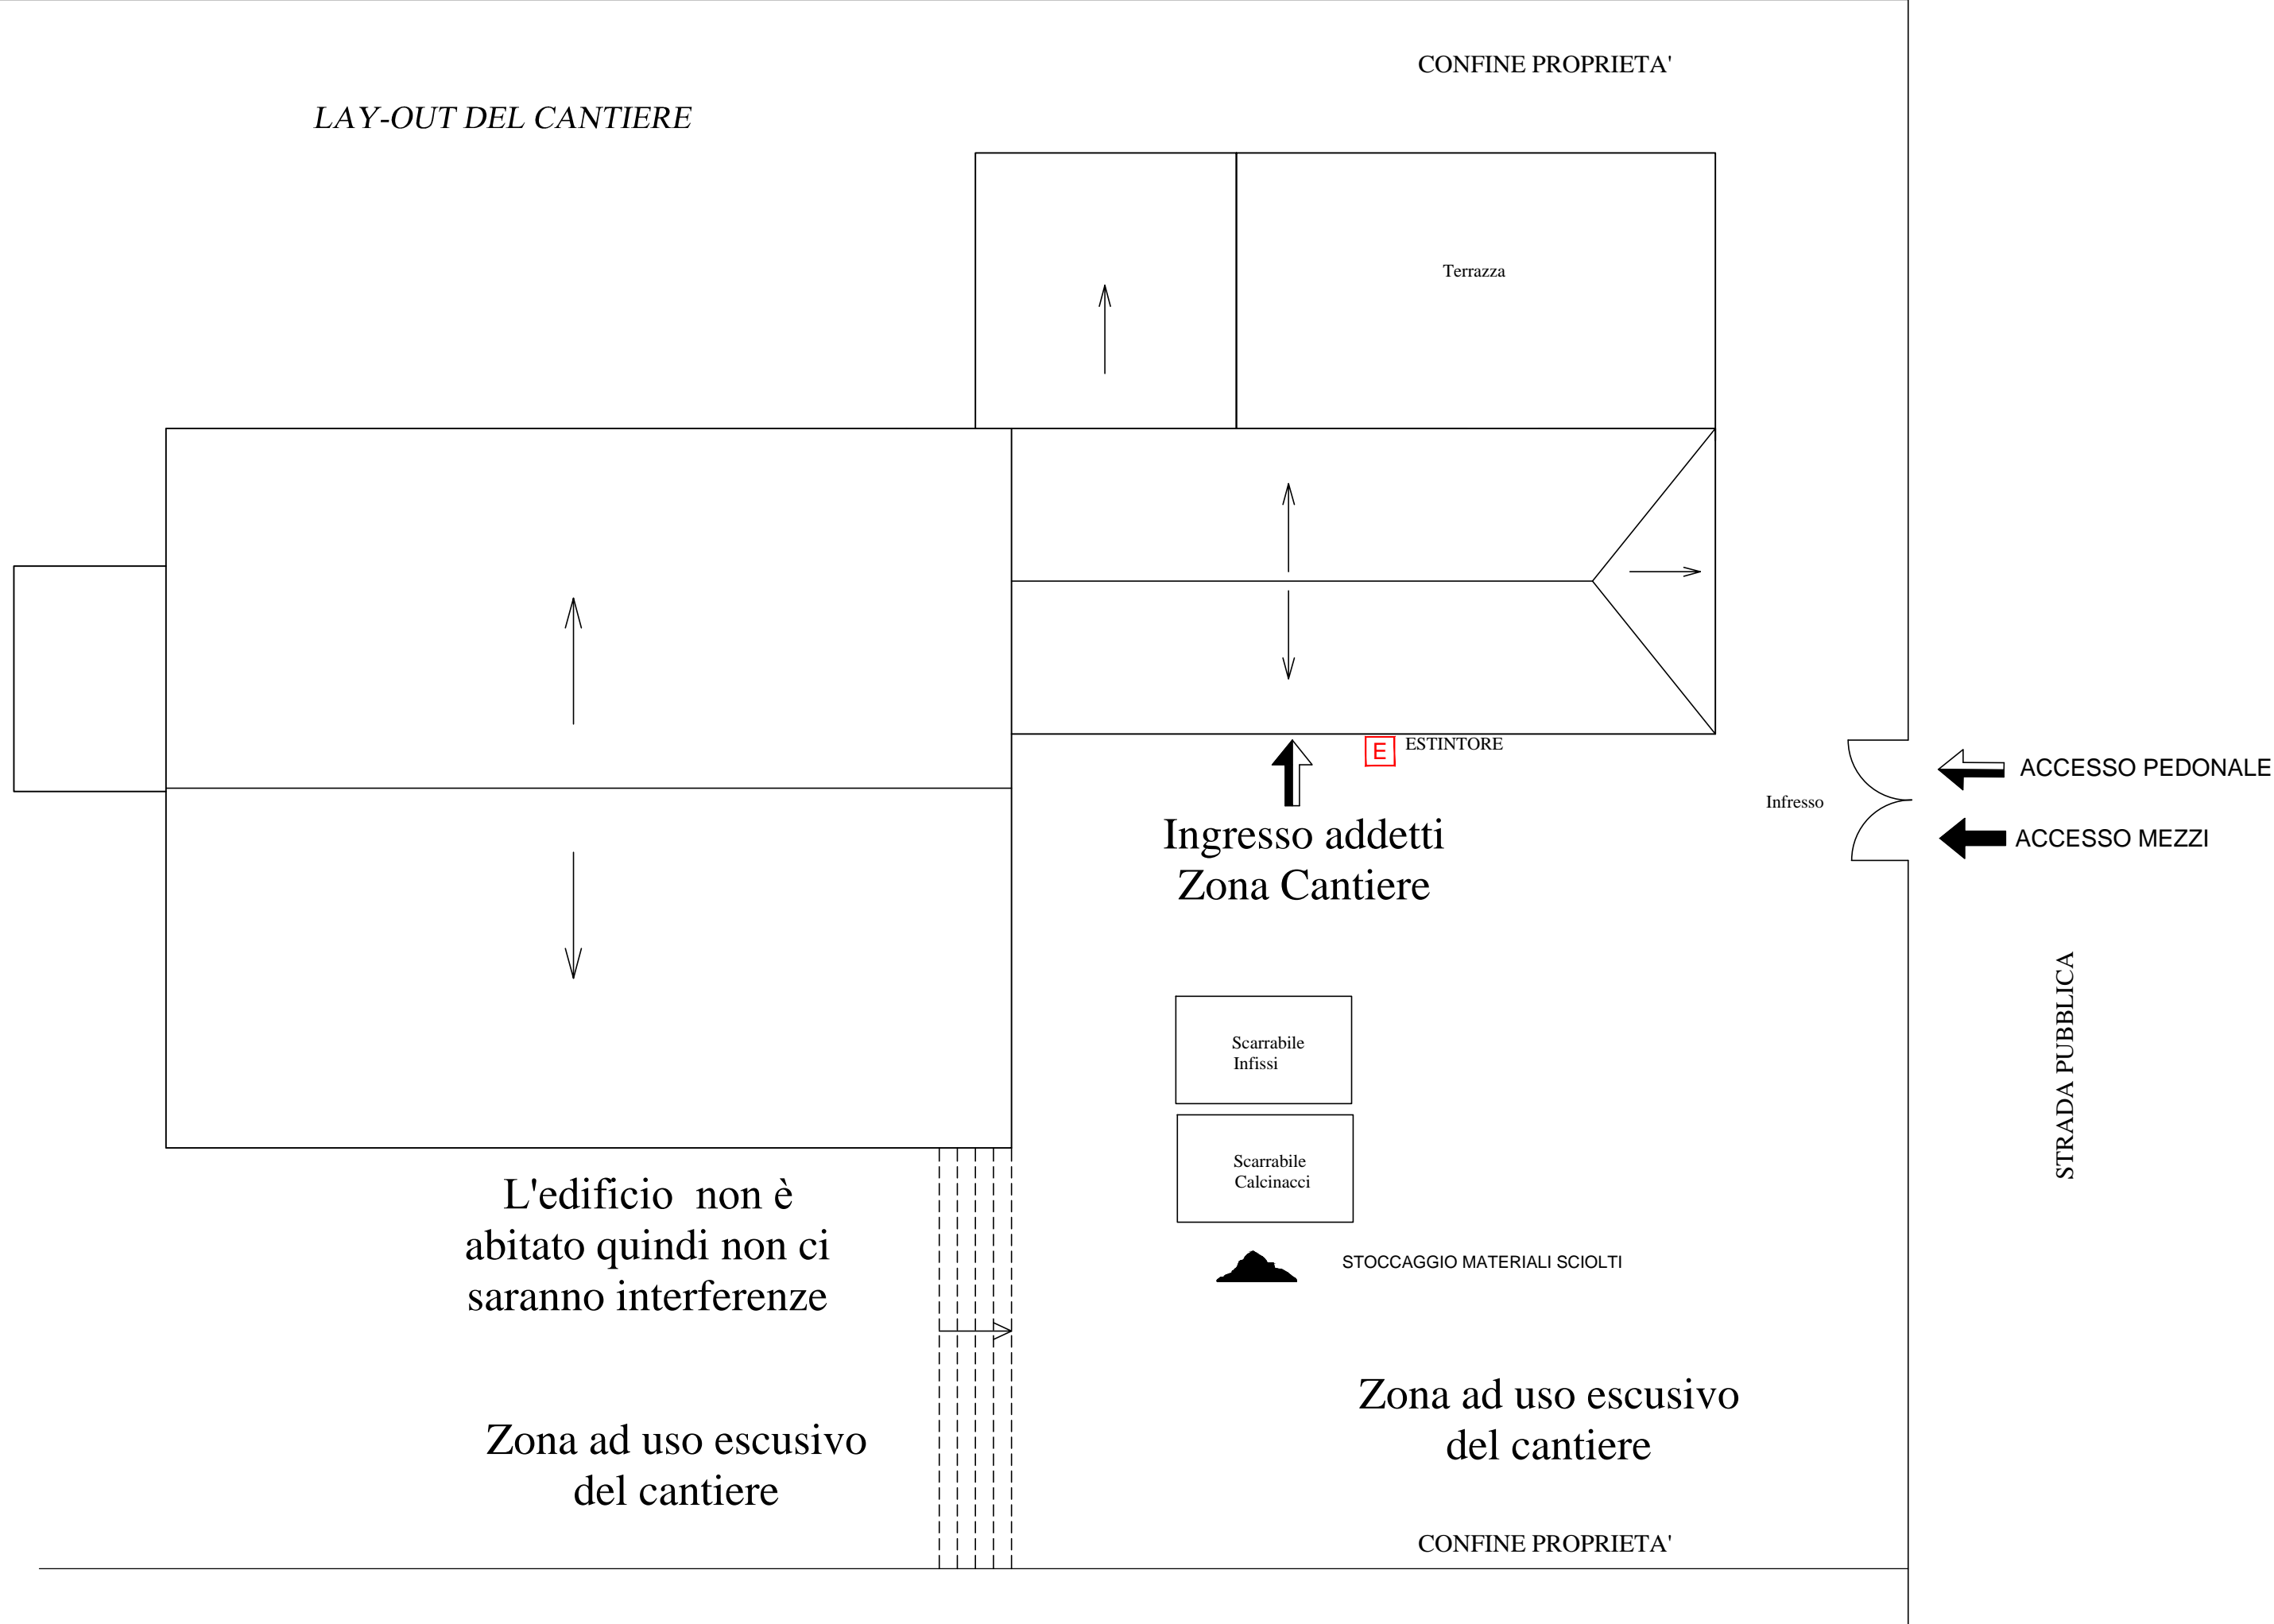 CONFINE PROPRIETA'
LAY-OUT DEL CANTIERE
Terrazza
E ESTINTORE
ACCESSO PEDONALE
Infresso
ACCESSO MEZZI
Ingresso addetti
Zona Cantiere
STRADA PUBBLICA
Scarrabile
Infissi
Scarrabile
Calcinacci
L'edificio non è
abitato quindi non ci
saranno interferenze
STOCCAGGIO MATERIALI SCIOLTI
Zona ad uso escusivo
del cantiere
Zona ad uso escusivo
del cantiere
CONFINE PROPRIETA'